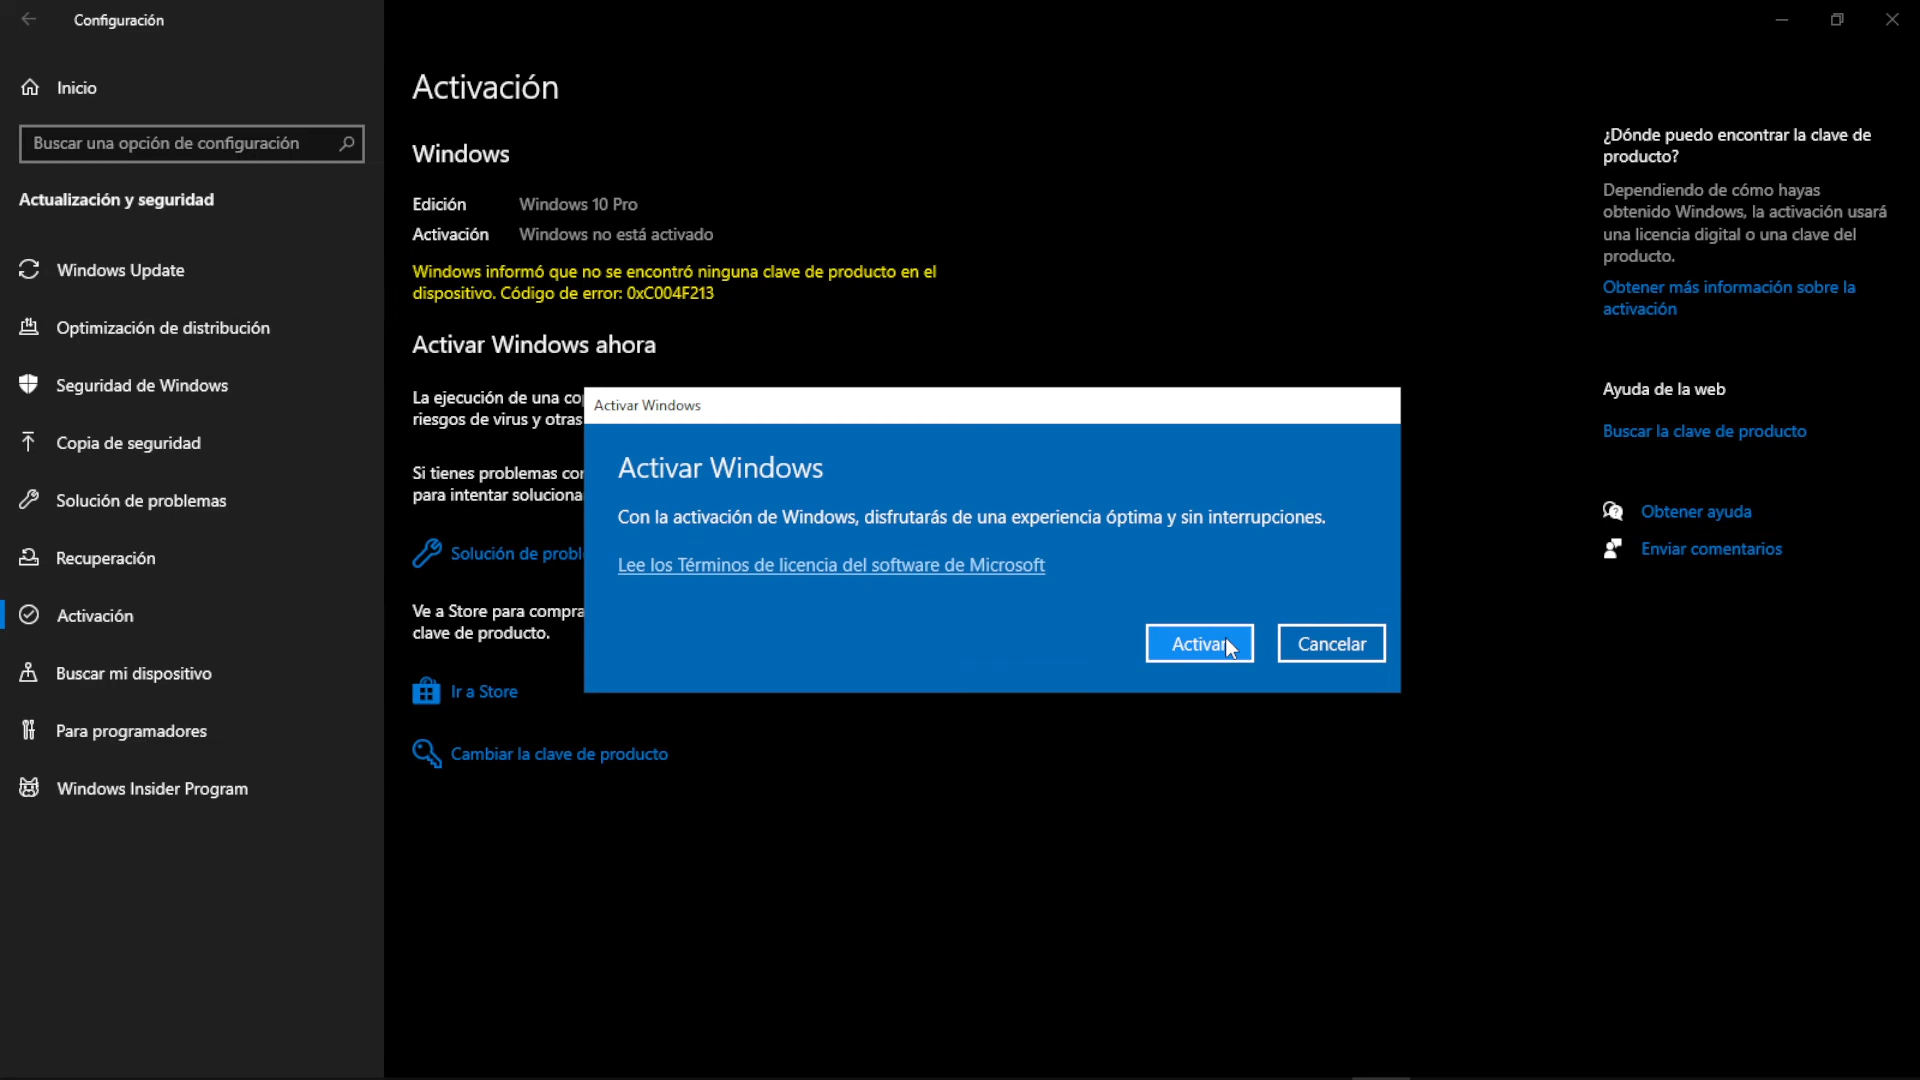 Configuración
Inicio
Buscar una opción de configuración
Actualización y seguridad
Windows Update
Optimización de distribución
Seguridad de Windows
Copia de seguridad
Solución de problemas
Recuperación
Activación
Buscar mi dispositivo
Para programadores
Windows Insider Program
Activación
Windows
Edición Windows 10 Pro
Activación Windows no está activado
Windows informó que no se encontró ninguna clave de producto en el
dispositivo. Código de error: 0xC004F213
Activar Windows ahora
La ejecución de una
riesgos de virus y otras
Si tienes problemas
para intentar
Solución de
Ve a Store para
clave de producto.
Ir a Store
Cambiar la clave de producto
Activar Windows
Activar Windows
Con la activación de Windows, disfrutarás de una experiencia óptima y sin interrupciones.
Lee los Términos de licencia del software de Microsoft
Activar
Cancelar
¿Dónde puedo encontrar la clave de
producto?
Dependiendo de cómo hayas
obtenido Windows, la activación usará
una licencia digital o una clave del
producto.
Obtener más información sobre la
activación
Ayuda de la web
Buscar la clave de producto
Obtener ayuda
Enviar comentarios